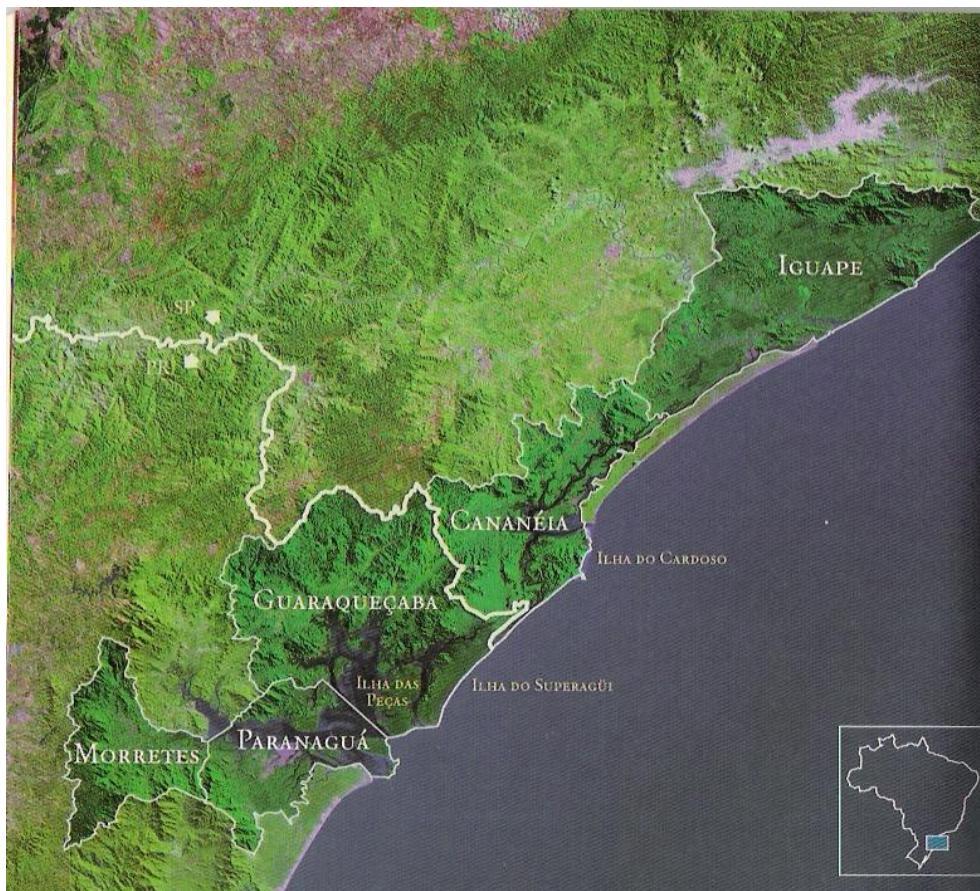 IGUAPE
SP
PR
CANANÉIA
ILHA DO CARDOSO
GUARAQUEÇABA
ILHA DAS
PEÇAS
ILHA DO SUPERAGÜI
PARANAGUÁ
MORRETES